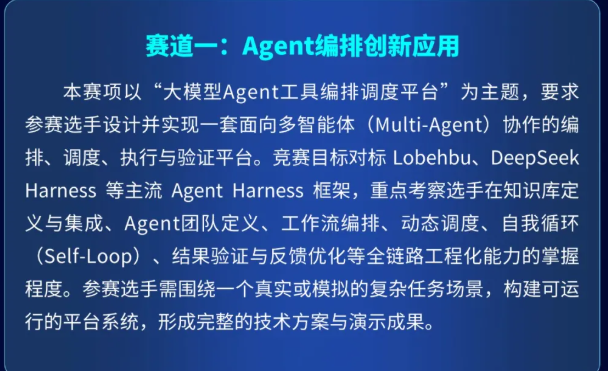 赛道一：Agent编排创新应用
本赛项以“大模型Agent工具编排调度平台”为主题，要求
参赛选手设计并实现一套面向多智能体（Multi-Agent）协作的编
排、调度、执行与验证平台。竞赛目标对标 Lobehbu、DeepSeek
Harness 等主流 Agent Harness 框架，重点考察选手在知识库定
义与集成、Agent团队定义、工作流编排、动态调度、自我循环
（Self-Loop）、结果验证与反馈优化等全链路工程化能力的掌握
程度。参赛选手需围绕一个真实或模拟的复杂任务场景，构建可运
行的平台系统，形成完整的技术方案与演示成果。